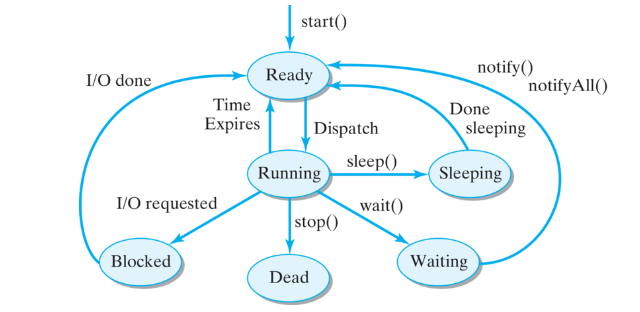 start()
I/O done
Ready
notify()
notifyAll()
Time
Expires
Dispatch
Done
sleeping
Running
sleep()
Sleeping
I/O requested
stop()
wait()
Blocked
Dead
Waiting